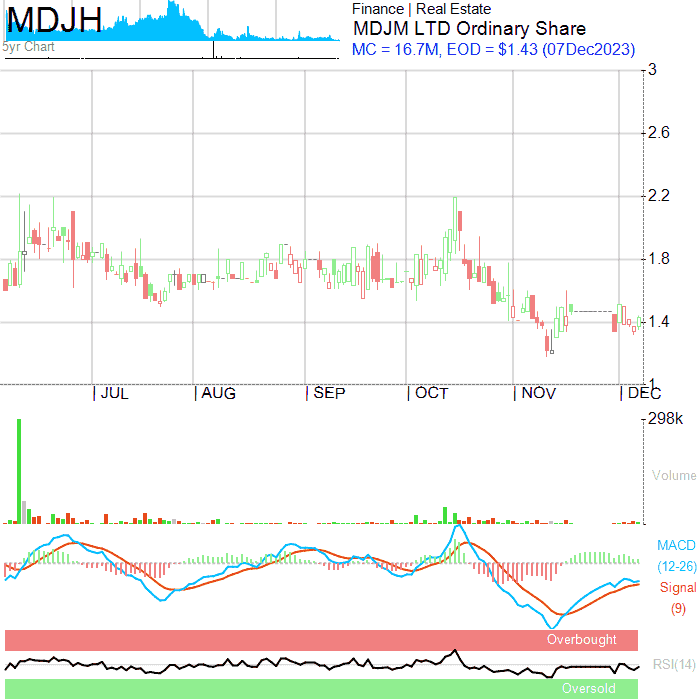 MDJH
5yr Chart
Finance | Real Estate
MDJM LTD Ordinary Share
MC = 16.7M, EOD = $1.43 (07Dec2023)
3
2.6
2.2
1.8
1.4
1
JUL AUG SEP OCT NOV DEC
298k
Volume
MACD
(12-26)
Signal
(9)
Overbought
RSI(14)
Oversold